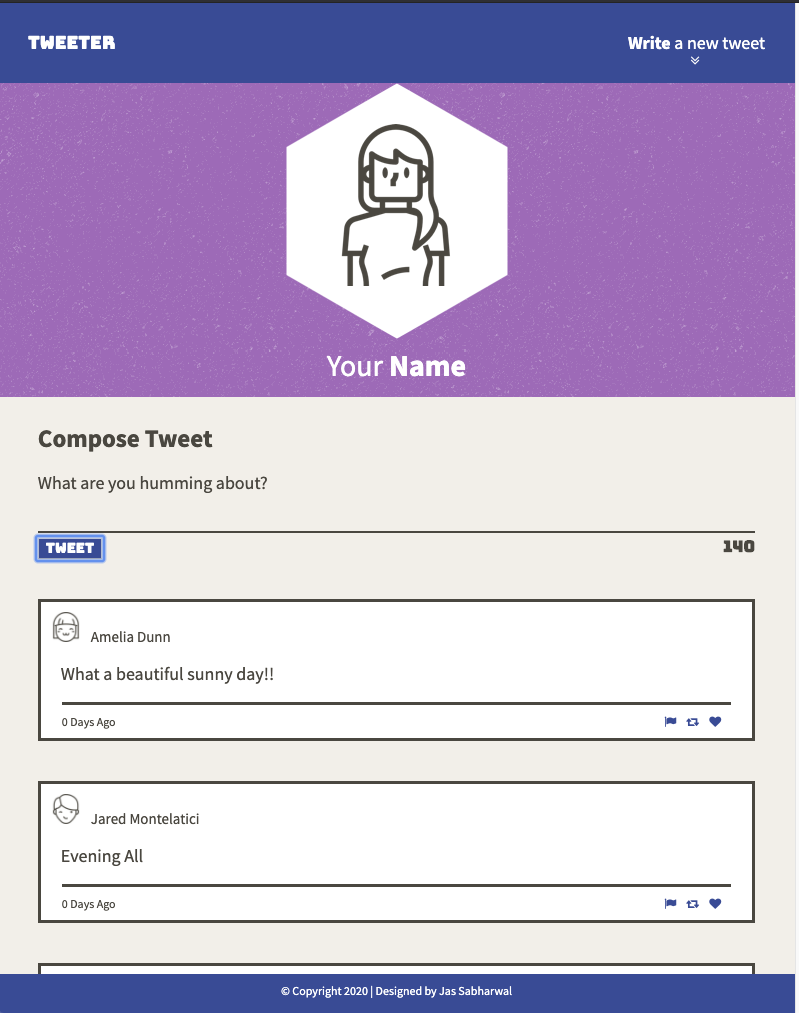 TWEETER
Write a new tweet
Your Name
Compose Tweet
What are you humming about?
TWEET
140
Amelia Dunn
What a beautiful sunny day!!
0 Days Ago
Jared Montelatici
Evening All
0 Days Ago
© Copyright 2020 | Designed by Jas Sabharwal